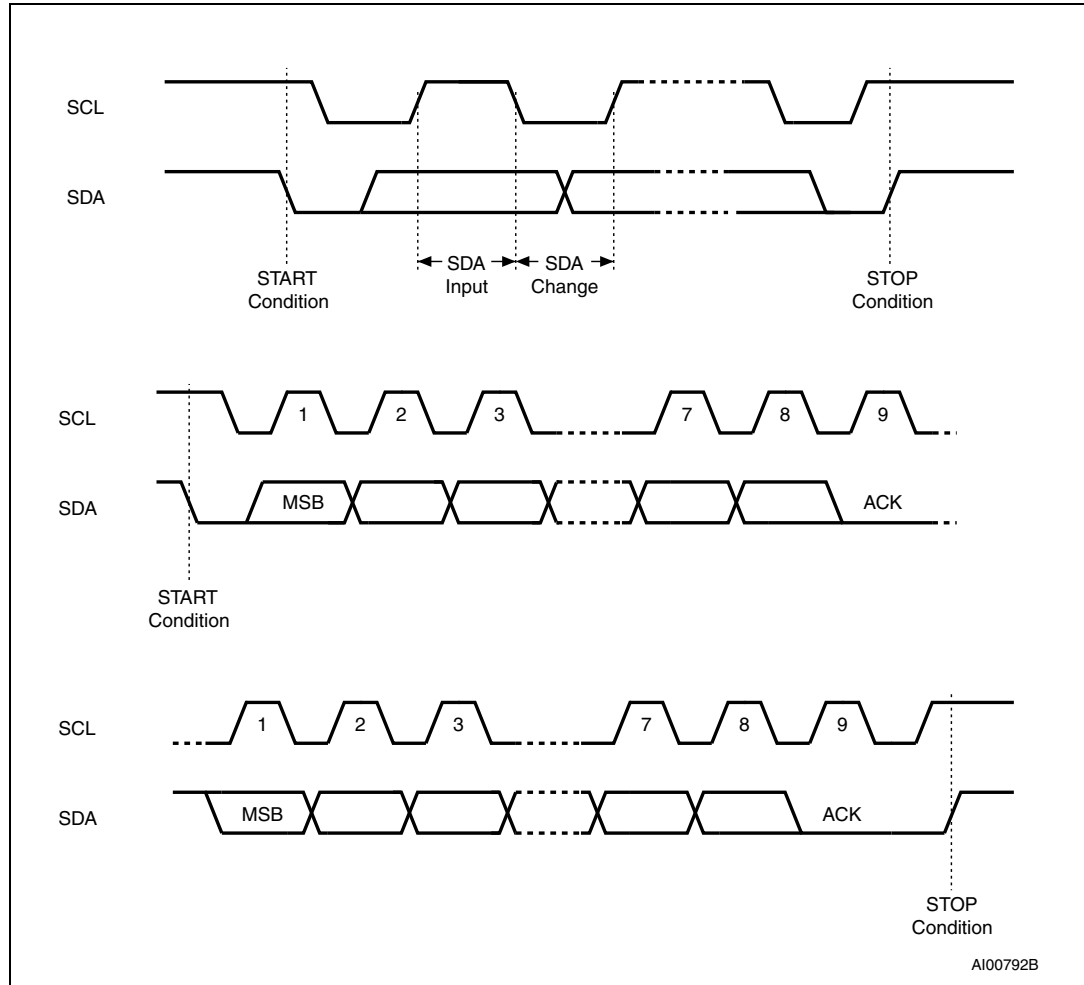 SCL
SDA
START
Condition
SDA
Input
SDA
Change
STOP
Condition
SCL
1 2 3 7 8 9
SDA
MSB ACK
START
Condition
SCL
1 2 3 7 8 9
SDA
MSB ACK
STOP
Condition
AI00792B